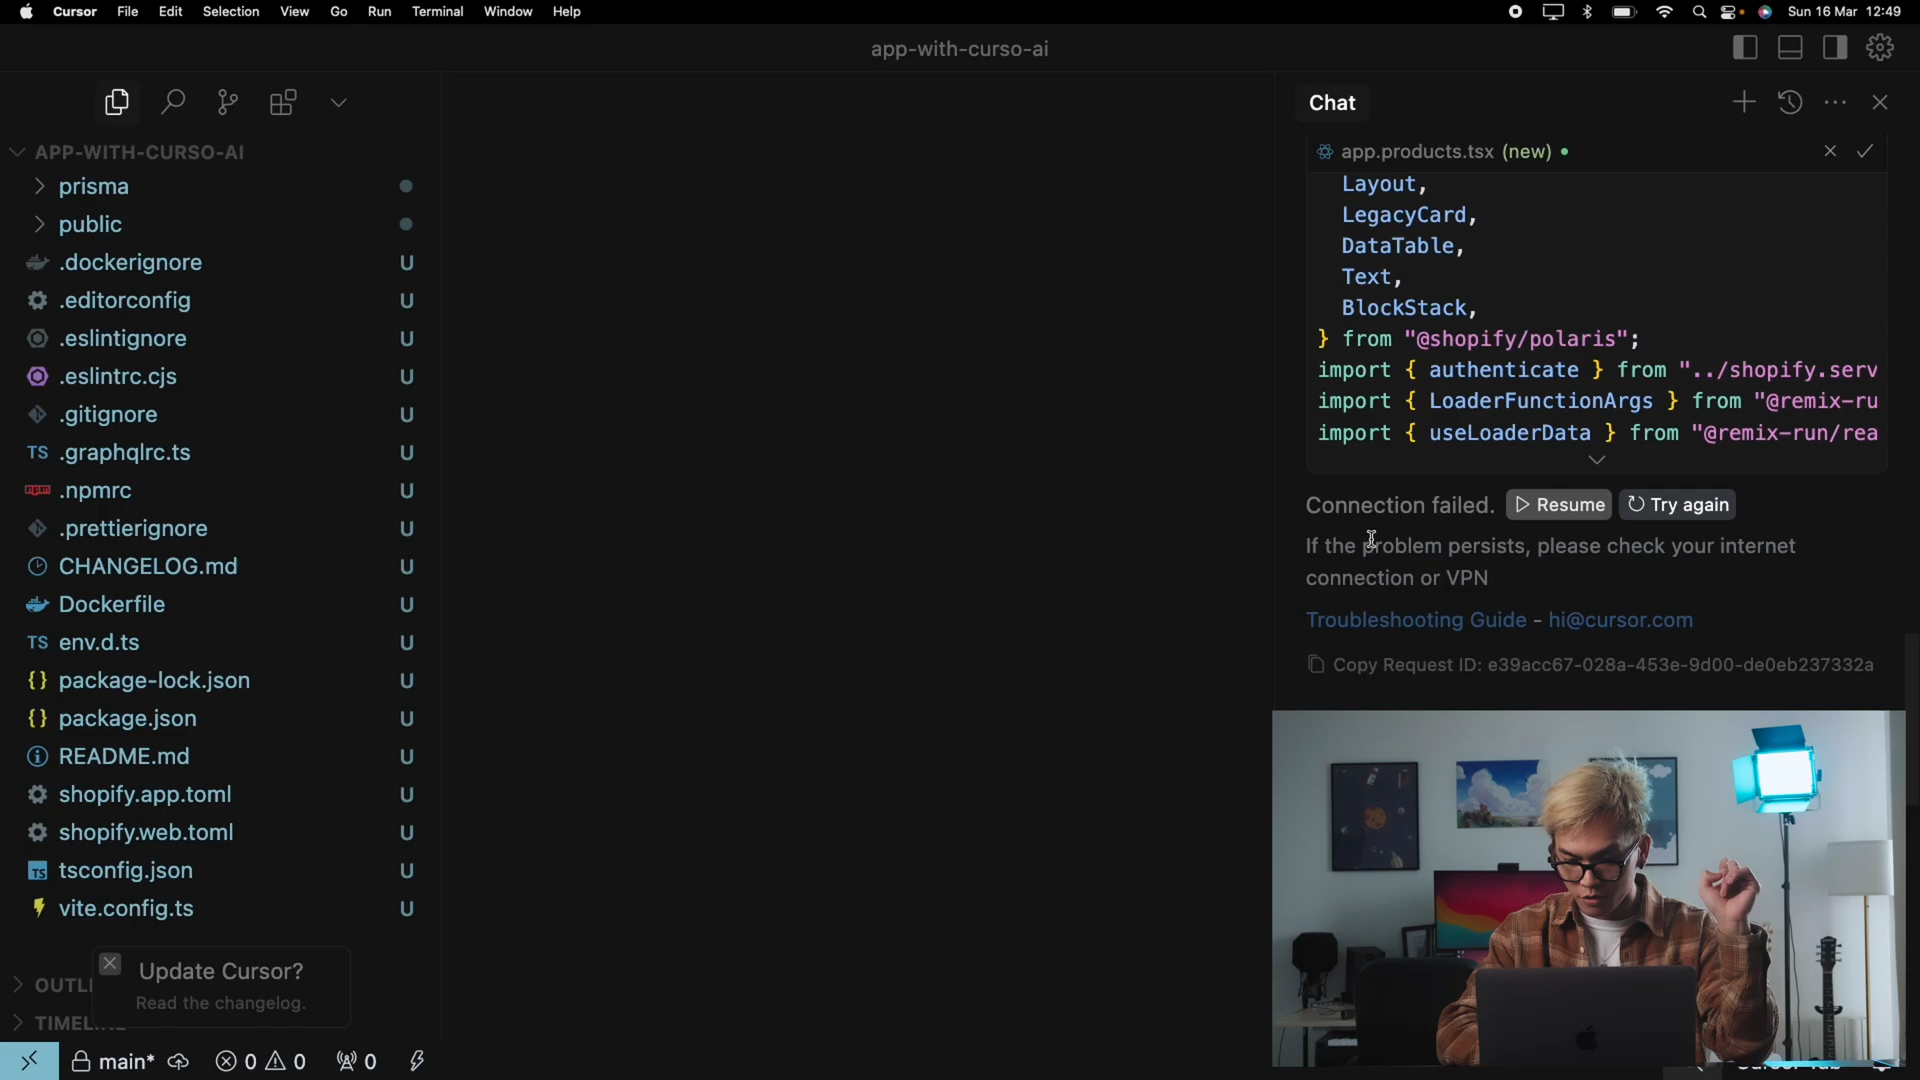 Cursor File Edit Selection View Go Run Terminal Window Help
Sun 16 Mar 12:49
app-with-curso-ai
APP-WITH-CURSO-AI
prisma
public
.dockerignore U
.editorconfig U
.eslintignore U
.eslintrc.cjs U
.gitignore U
TS .graphqlrc.ts U
npm .npmrc U
.prettierignore U
CHANGELOG.md U
Dockerfile U
TS env.d.ts U
{} package-lock.json U
{} package.json U
README.md U
shopify.app.toml U
shopify.web.toml U
TS tsconfig.json U
vite.config.ts U
Update Cursor?
Read the changelog.
main* 0 0 0
Chat
app.products.tsx (new)
Layout,
LegacyCard,
DataTable,
Text,
BlockStack,
} from "@shopify/polaris";
import { authenticate } from "../shopify.serv
import { LoaderFunctionArgs } from "@remix-ru
import { useLoaderData } from "@remix-run/rea
Connection failed. Resume Try again
If the problem persists, please check your internet
connection or VPN
Troubleshooting Guide - hi@cursor.com
Copy Request ID: e39acc67-028a-453e-9d00-de0eb237332a